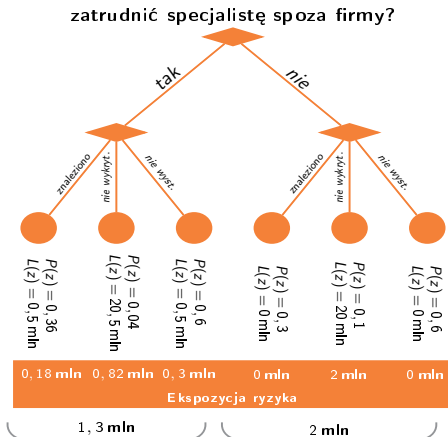 zatrudnić specjalistę spoza firmy?
tak
nie
znaleziono
nie wykryt.
nie wyst.
znaleziono
nie wykryt.
nie wyst.
P(z) = 0, 36
L(z) = 0, 5 mln
P(z) = 0, 04
L(z) = 20, 5 mln
P(z) = 0, 6
L(z) = 0, 5 mln
P(z) = 0, 3
L(z) = 0 mln
P(z) = 0, 1
L(z) = 20 mln
P(z) = 0, 6
L(z) = 0 mln
0, 18 mln 0, 82 mln 0, 3 mln 0 mln 2 mln 0 mln
Ekspozycja ryzyka
1, 3 mln 2 mln